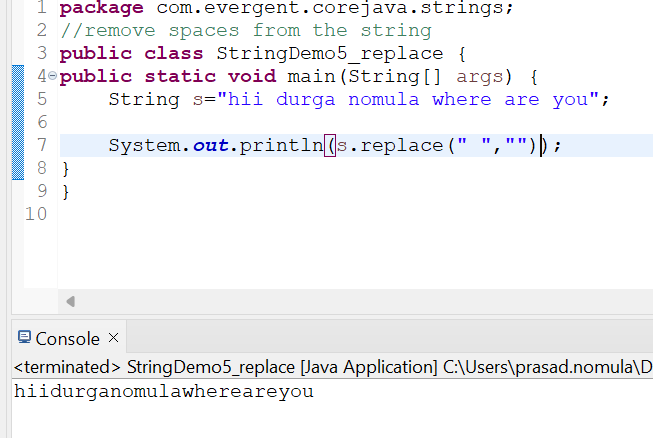 1 package com.evergent.corejava.strings;
2 //remove spaces from the string
3 public class StringDemo5_replace {
4 public static void main(String[] args) {
5     String s="hii durga nomula where are you";
6
7     System.out.println(s.replace(" ",""));
8 }
9 }
10
Console
<terminated> StringDemo5_replace [Java Application] C:\Users\prasad.nomula\D
hiidurganomulawhereareyou